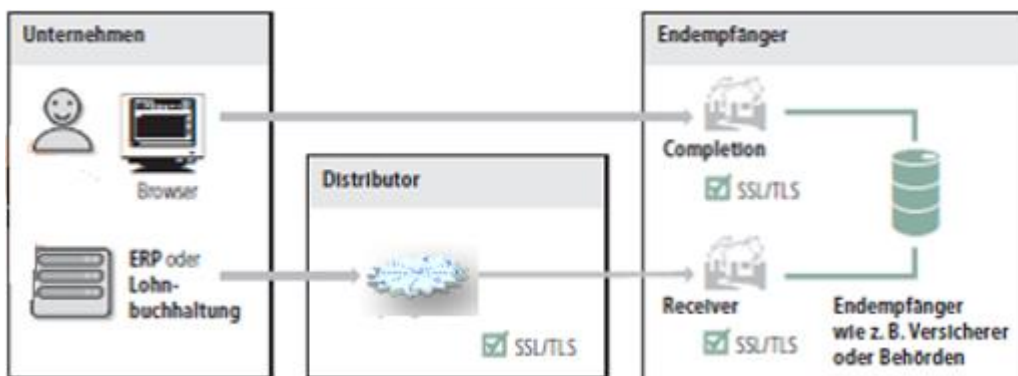 Unternehmen
Endempfänger
Browser
Completion
SSL/TLS
Distributor
ERP oder
Lohn-
buchhaltung
SSL/TLS
Receiver
SSL/TLS
Endempfänger
wie z. B. Versicherer
oder Behörden